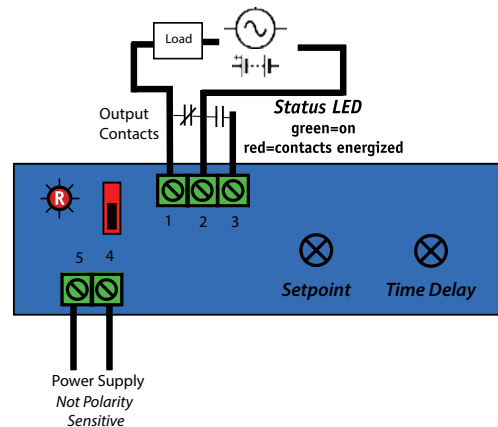 Load
Output
Contacts
Status LED
green=on
red=contacts energized
R
1 2 3
5 4
Setpoint
Time Delay
Power Supply
Not Polarity
Sensitive